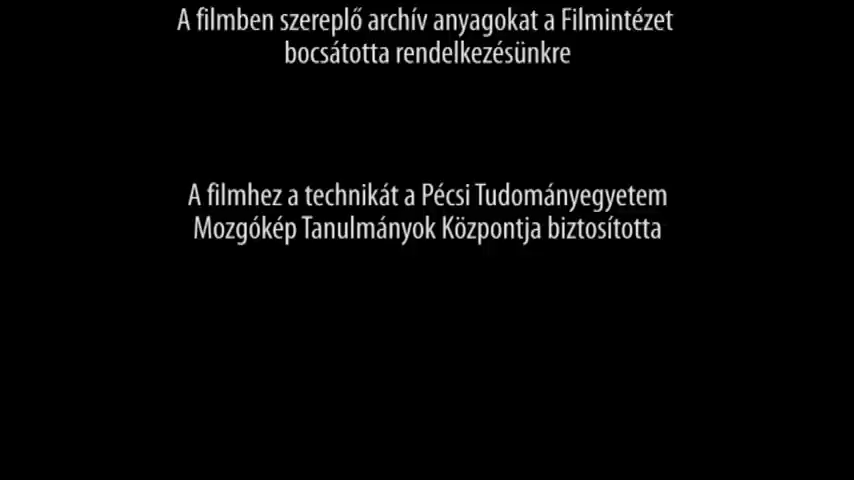 A filmben szereplő archív anyagokat a Filmintézet
bocsátotta rendelkezésünkre
A filmhez a technikát a Pécsi Tudományegyetem
Mozgókép Tanulmányok Központja biztosította